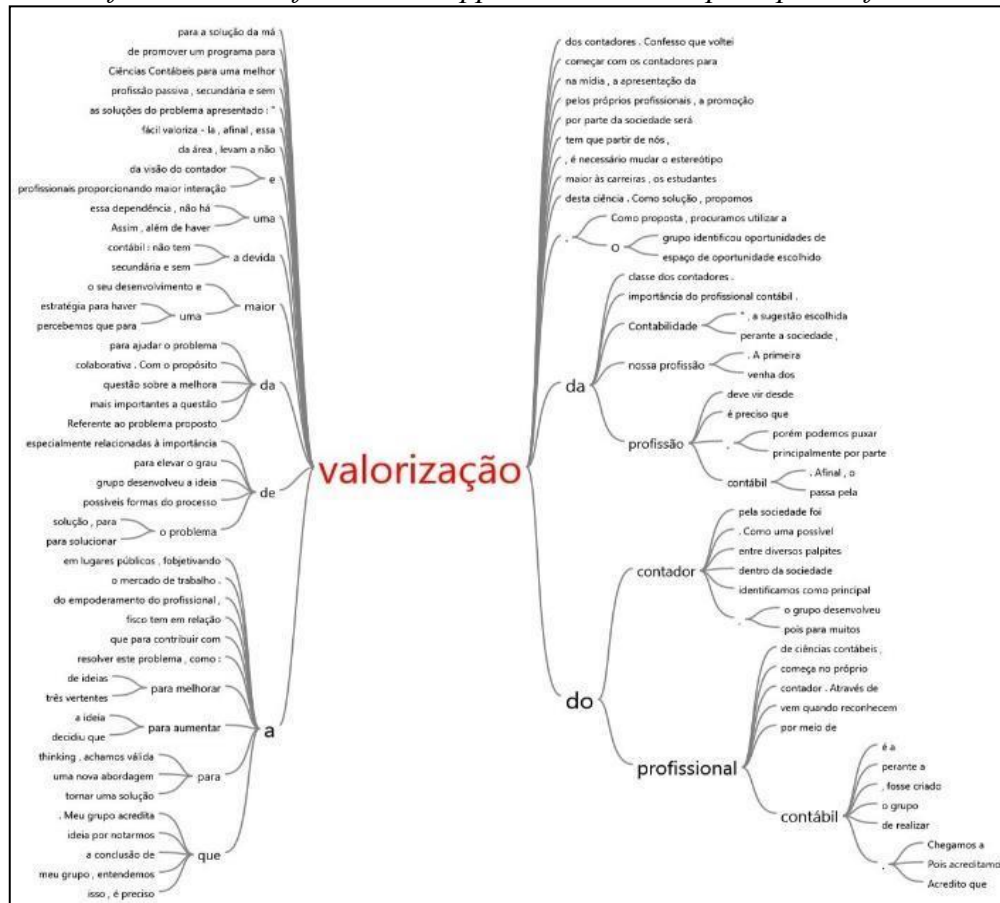 para a solução da má
de promover um programa para
Ciências Contábeis para uma melhor
profissão passiva , secundária e sem
as soluções do problema apresentado : "
fácil valoriza - la , afinal , essa
da área , levam a não
da visão do contador
profissionais proporcionando maior interação
e
essa dependência , não há
Assim , além de haver
uma
contábil : não tem
secundária e sem
a devida
o seu desenvolvimento e
estratégia para haver
percebemos que para
uma
maior
para ajudar o problema
colaborativa . Com o propósito
questão sobre a melhora
mais importantes a questão
Referente ao problema proposto
da
especialmente relacionadas à importância
para elevar o grau
grupo desenvolveu a ideia
possíveis formas do processo
solução , para
para solucionar
o problema
de
em lugares públicos , fobjetivando
o mercado de trabalho .
do empoderamento do profissional ,
fisco tem em relação
que para contribuir com
resolver este problema , como :
de ideias
três vertentes
para melhorar
a ideia
decidiu que
para aumentar
thinking , achamos válida
uma nova abordagem
tornar uma solução
para
. Meu grupo acredita
ideia por notarmos
a conclusão de
meu grupo , entendemos
isso , é preciso
que
a
valorização
dos contadores . Confesso que voltei
começar com os contadores para
na mídia , a apresentação da
pelos próprios profissionais , a promoção
por parte da sociedade será
tem que partir de nós ,
, é necessário mudar o estereótipo
maior às carreiras , os estudantes
desta ciência . Como solução , propomos
.
Como proposta , procuramos utilizar a
o
grupo identificou oportunidades de
espaço de oportunidade escolhido
da
classe dos contadores .
importância do profissional contábil .
Contabilidade
" , a sugestão escolhida
perante a sociedade ,
nossa profissão
. A primeira
venha dos
profissão
deve vir desde
é preciso que
.
porém podemos puxar
principalmente por parte
contábil
. Afinal , o
passa pela
do
contador
pela sociedade foi
. Como uma possível
entre diversos palpites
dentro da sociedade
identificamos como principal
.
o grupo desenvolveu
pois para muitos
profissional
de ciências contábeis ,
começa no próprio
contador . Através de
vem quando reconhecem
por meio de
contábil
é a
perante a
, fosse criado
o grupo
de realizar
.
Chegamos a
Pois acreditamo
Acredito que